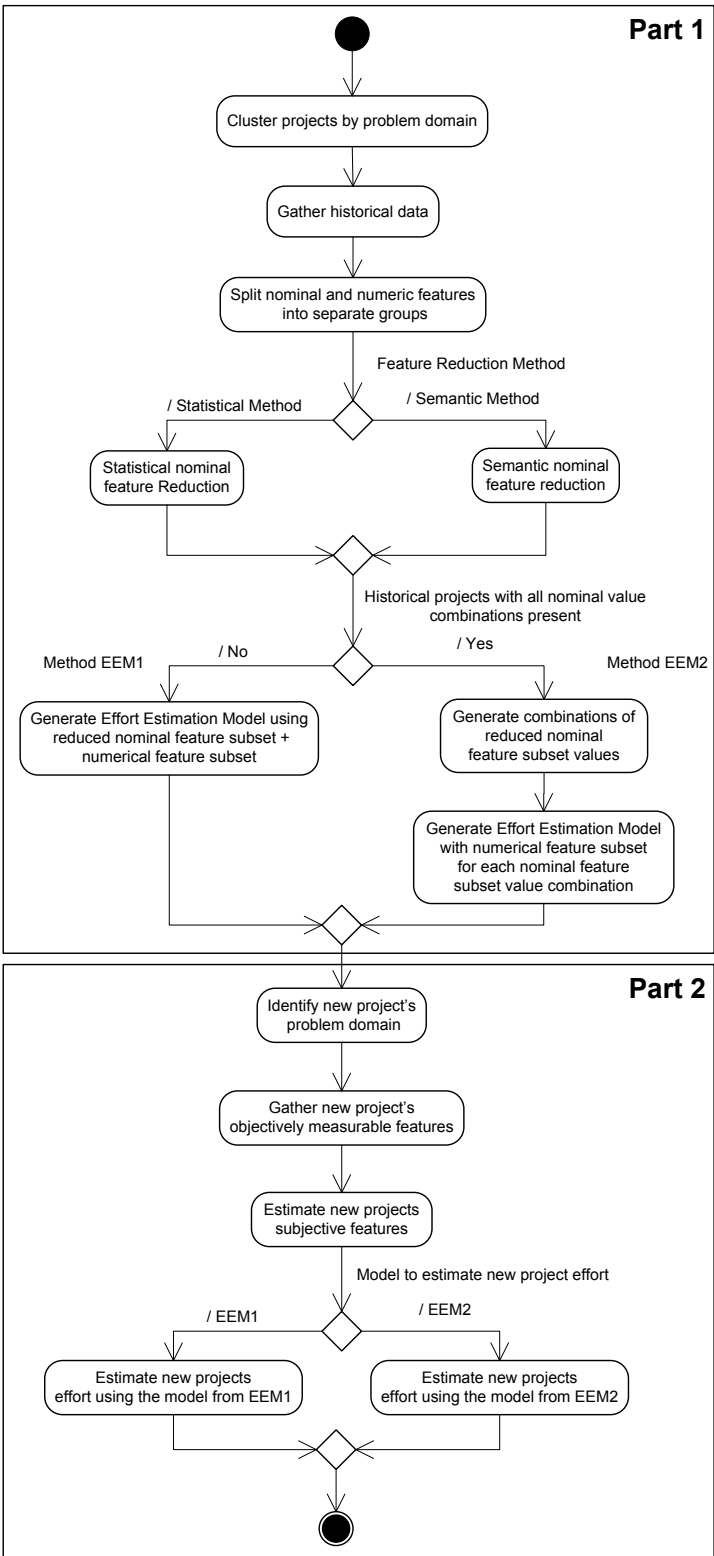 Part 1
Cluster projects by problem domain
Gather historical data
Split nominal and numeric features
into separate groups
Feature Reduction Method
/ Statistical Method
/ Semantic Method
Statistical nominal
feature Reduction
Semantic nominal
feature reduction
Historical projects with all nominal value
combinations present
Method EEM1
/ No
/ Yes
Method EEM2
Generate Effort Estimation Model using
reduced nominal feature subset +
numerical feature subset
Generate combinations of
reduced nominal
feature subset values
Generate Effort Estimation Model
with numerical feature subset
for each nominal feature
subset value combination
Part 2
Identify new project's
problem domain
Gather new project's
objectively measurable features
Estimate new projects
subjective features
Model to estimate new project effort
/ EEM1
/ EEM2
Estimate new projects
effort using the model from EEM1
Estimate new projects
effort using the model from EEM2